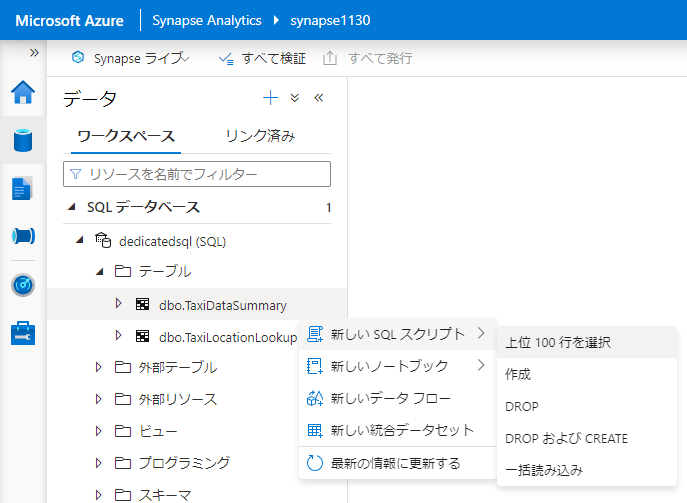 Microsoft Azure Synapse Analytics synapse1130
Synapse ライブ すべて検証 すべて発行
データ
ワークスペース リンク済み
リソースを名前でフィルター
SQL データベース 1
dedicatedsql (SQL)
テーブル
dbo.TaxiDataSummary
dbo.TaxiLocationLookup
外部テーブル
外部リソース
ビュー
プログラミング
スキーマ
新しい SQL スクリプト
新しいノートブック
新しいデータ フロー
新しい統合データセット
最新の情報に更新する
上位 100 行を選択
作成
DROP
DROP および CREATE
一括読み込み